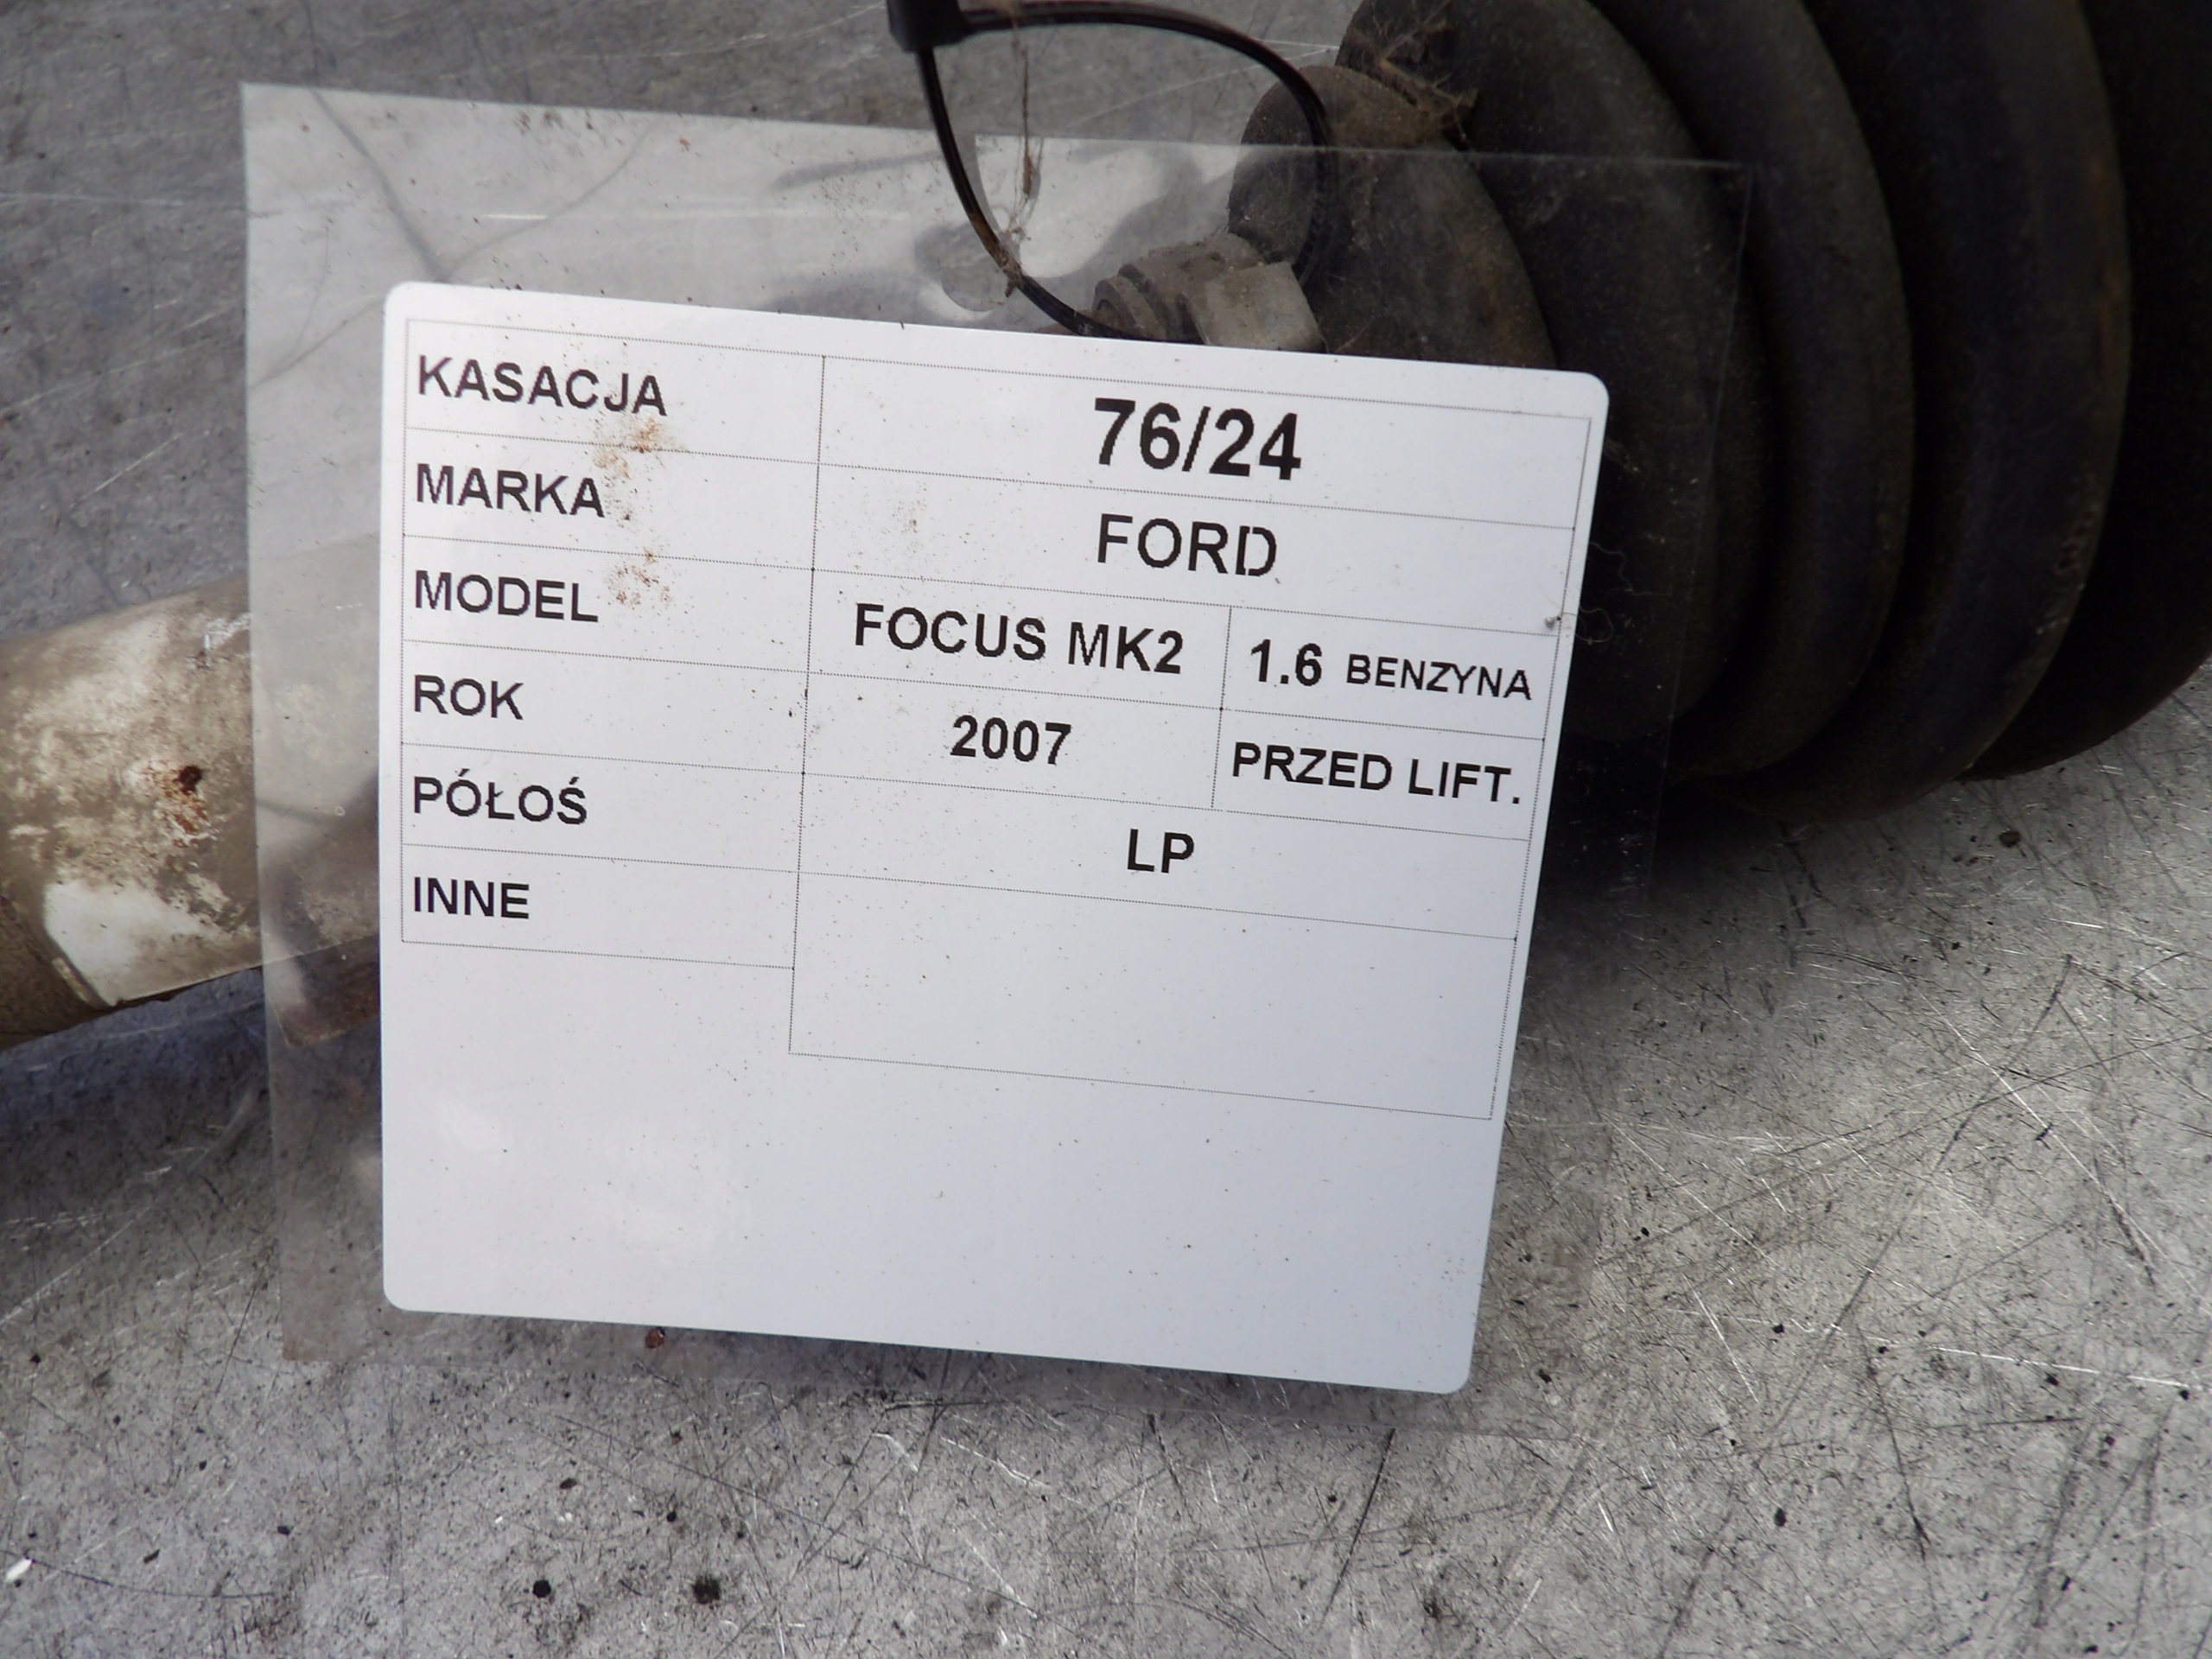 KASACJA 76/24
MARKA FORD
MODEL FOCUS MK2 1.6 BENZYNA
ROK 2007 PRZED LIFT.
PÓŁOŚ LP
INNE